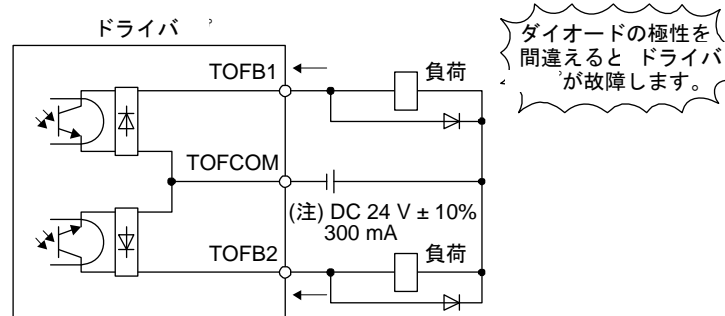 ドライバ
ダイオードの極性を
間違えると ドライバ
が故障します。
TOFB1
負荷
TOFCOM
(注) DC 24 V ± 10%
300 mA
TOFB2
負荷